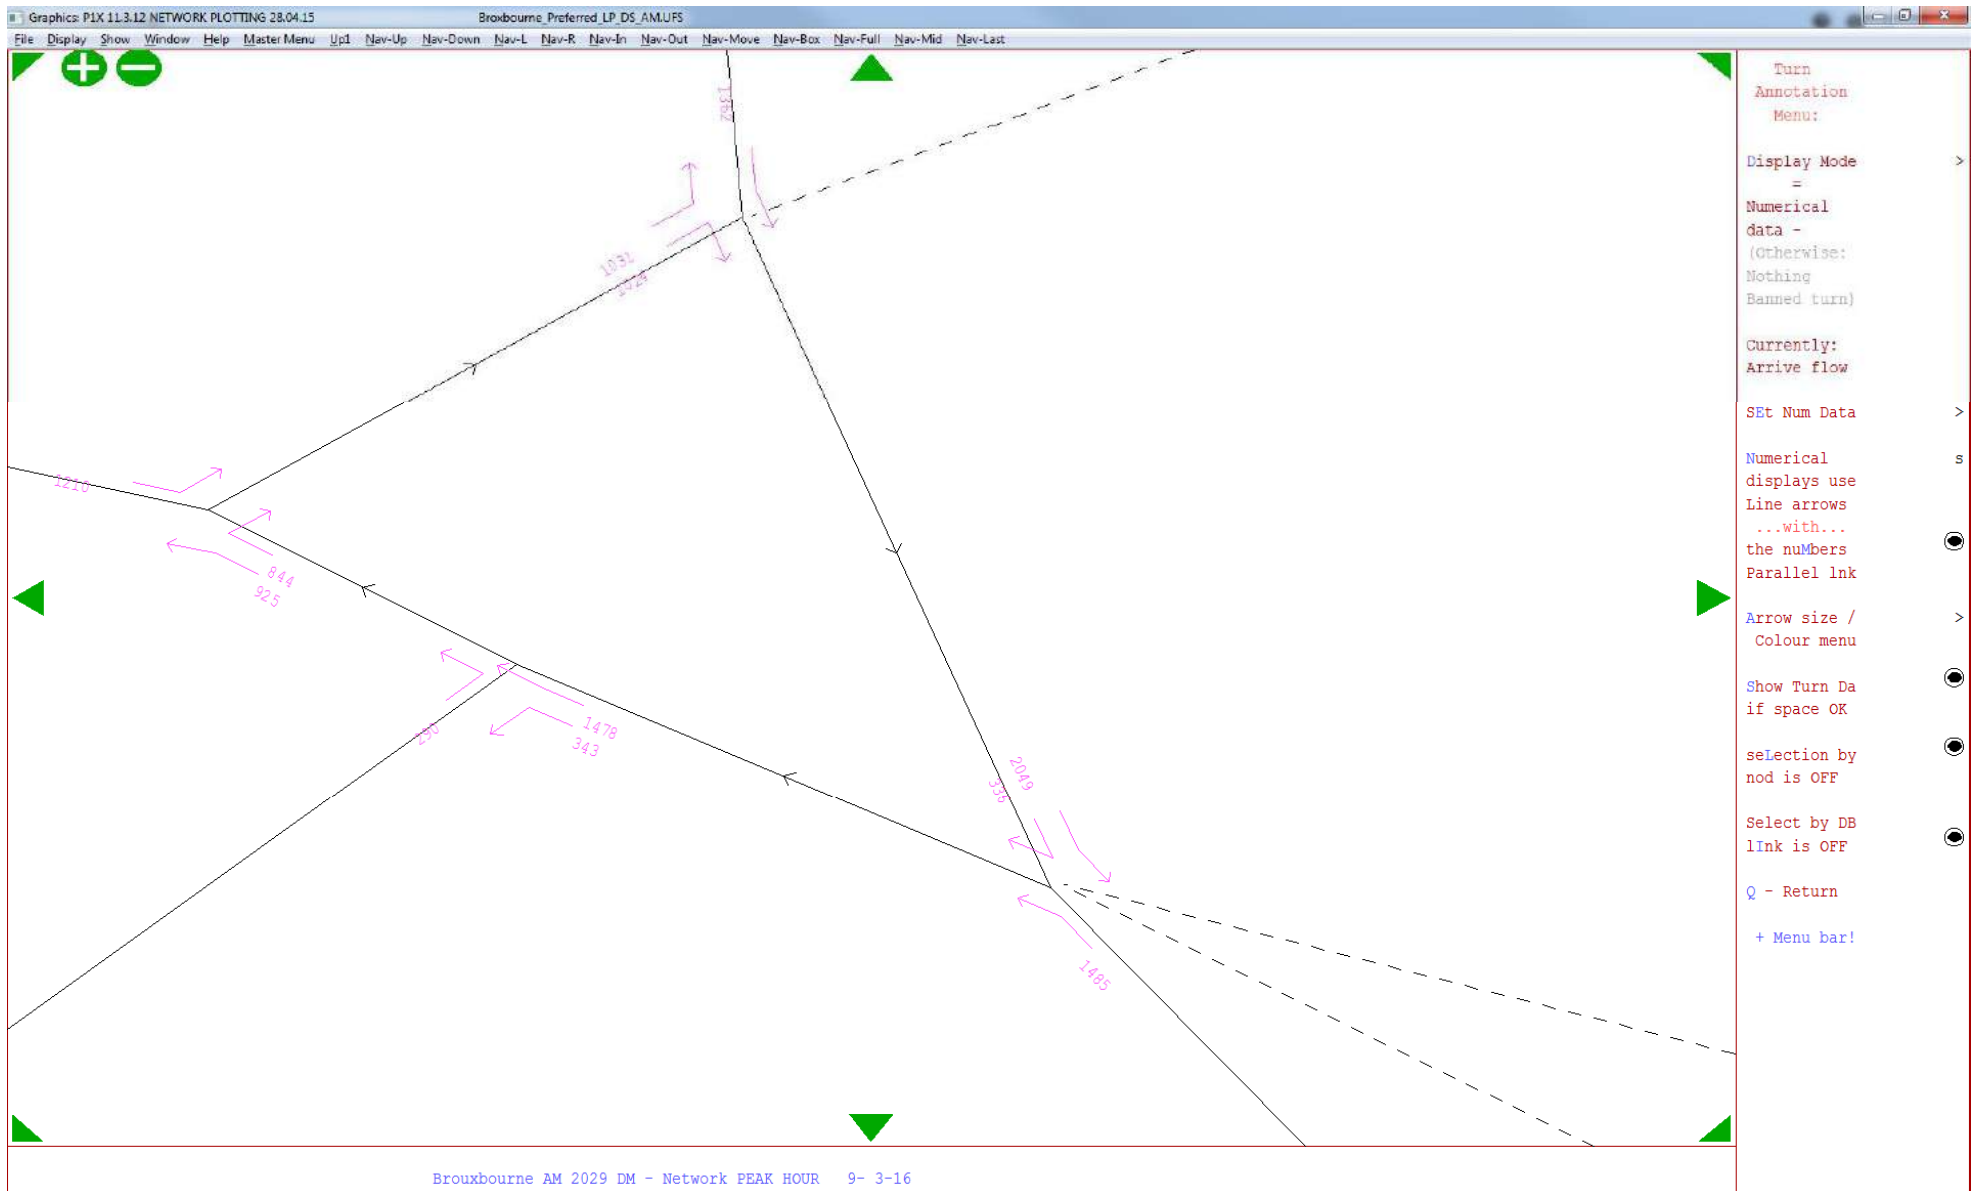 Graphics: P1X 11.3.12 NETWORK PLOTTING 28.04.15 Broxbourne_Preferred_LP_DS_AM.UFS
File Display Show Window Help Master Menu Up1 Nav-Up Nav-Down Nav-L Nav-R Nav-In Nav-Out Nav-Move Nav-Box Nav-Full Nav-Mid Nav-Last
1362
1031
1029
1210
844
925
290
1478
343
2049
1485
Turn
Annotation
Menu:
Display Mode >
=
Numerical
data -
(Otherwise:
Nothing
Banned turn)
Currently:
Arrive flow
SEt Num Data >
Numerical s
displays use
Line arrows
...with...
the nuMbers
Parallel lnk
Arrow size / >
Colour menu
Show Turn Da
if space OK
seLection by
nod is OFF
Select by DB
lInk is OFF
Q - Return
+ Menu bar!
Brouxbourne AM 2029 DM - Network PEAK HOUR 9- 3-16